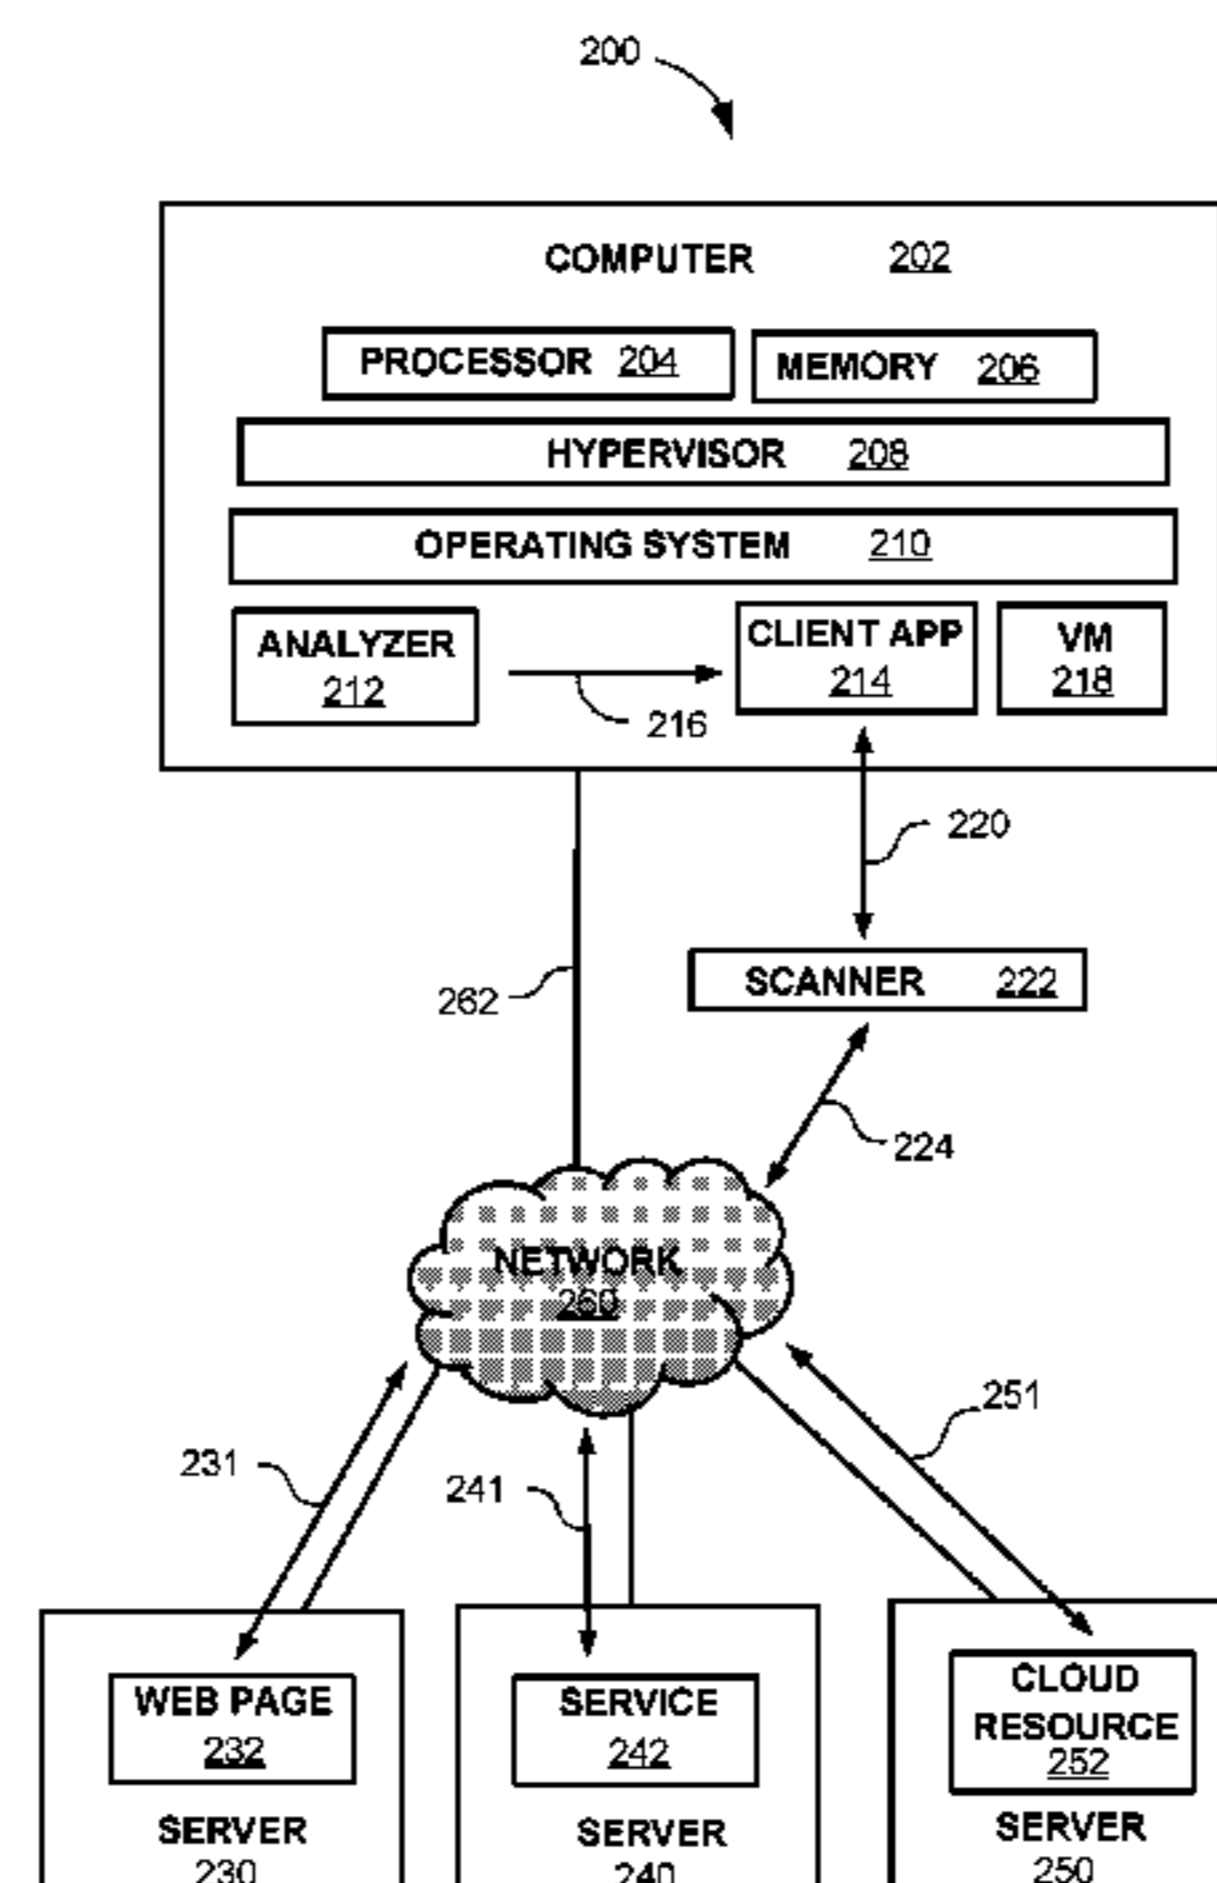 200
COMPUTER 202
PROCESSOR 204
MEMORY 206
HYPERVISOR 208
OPERATING SYSTEM 210
ANALYZER
212
216
CLIENT APP
214
VM
218
220
SCANNER 222
262
224
NETWORK
260
231
241
251
WEB PAGE
232
SERVER
230
SERVICE
242
SERVER
240
CLOUD
RESOURCE
252
SERVER
250